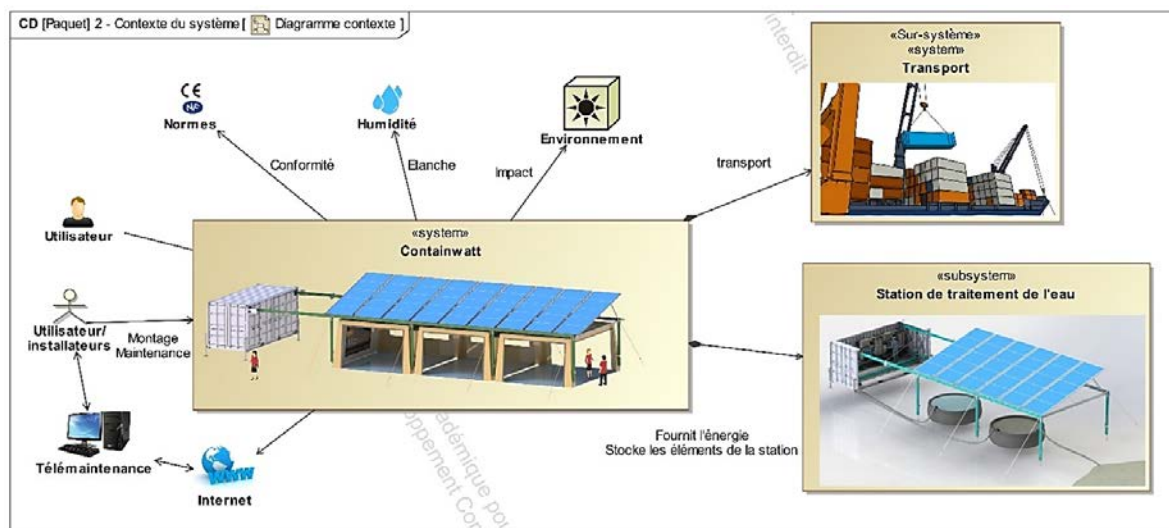 CD [Paquet] 2 - Contexte du système [ Diagramme contexte ]
interdit
CE
NF
Normes
Humidité
Environnement
Conformité
Etanche
Impact
transport
«Sur-système»
«system»
Transport
Utilisateur
«system»
Containwatt
Utilisateur/
installateurs
Montage
Maintenance
«subsystem»
Station de traitement de l'eau
Fournit l'énergie
Stocke les éléments de la station
Télémaintenance
WWW
Internet